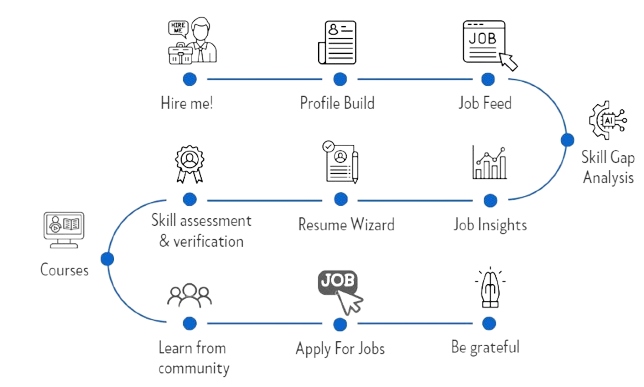 HIRE
ME
JOB
Hire me!
Profile Build
Job Feed
AI
Skill Gap
Analysis
Job Insights
Resume Wizard
Skill assessment
& verification
Courses
JOB
Learn from
community
Apply For Jobs
Be grateful